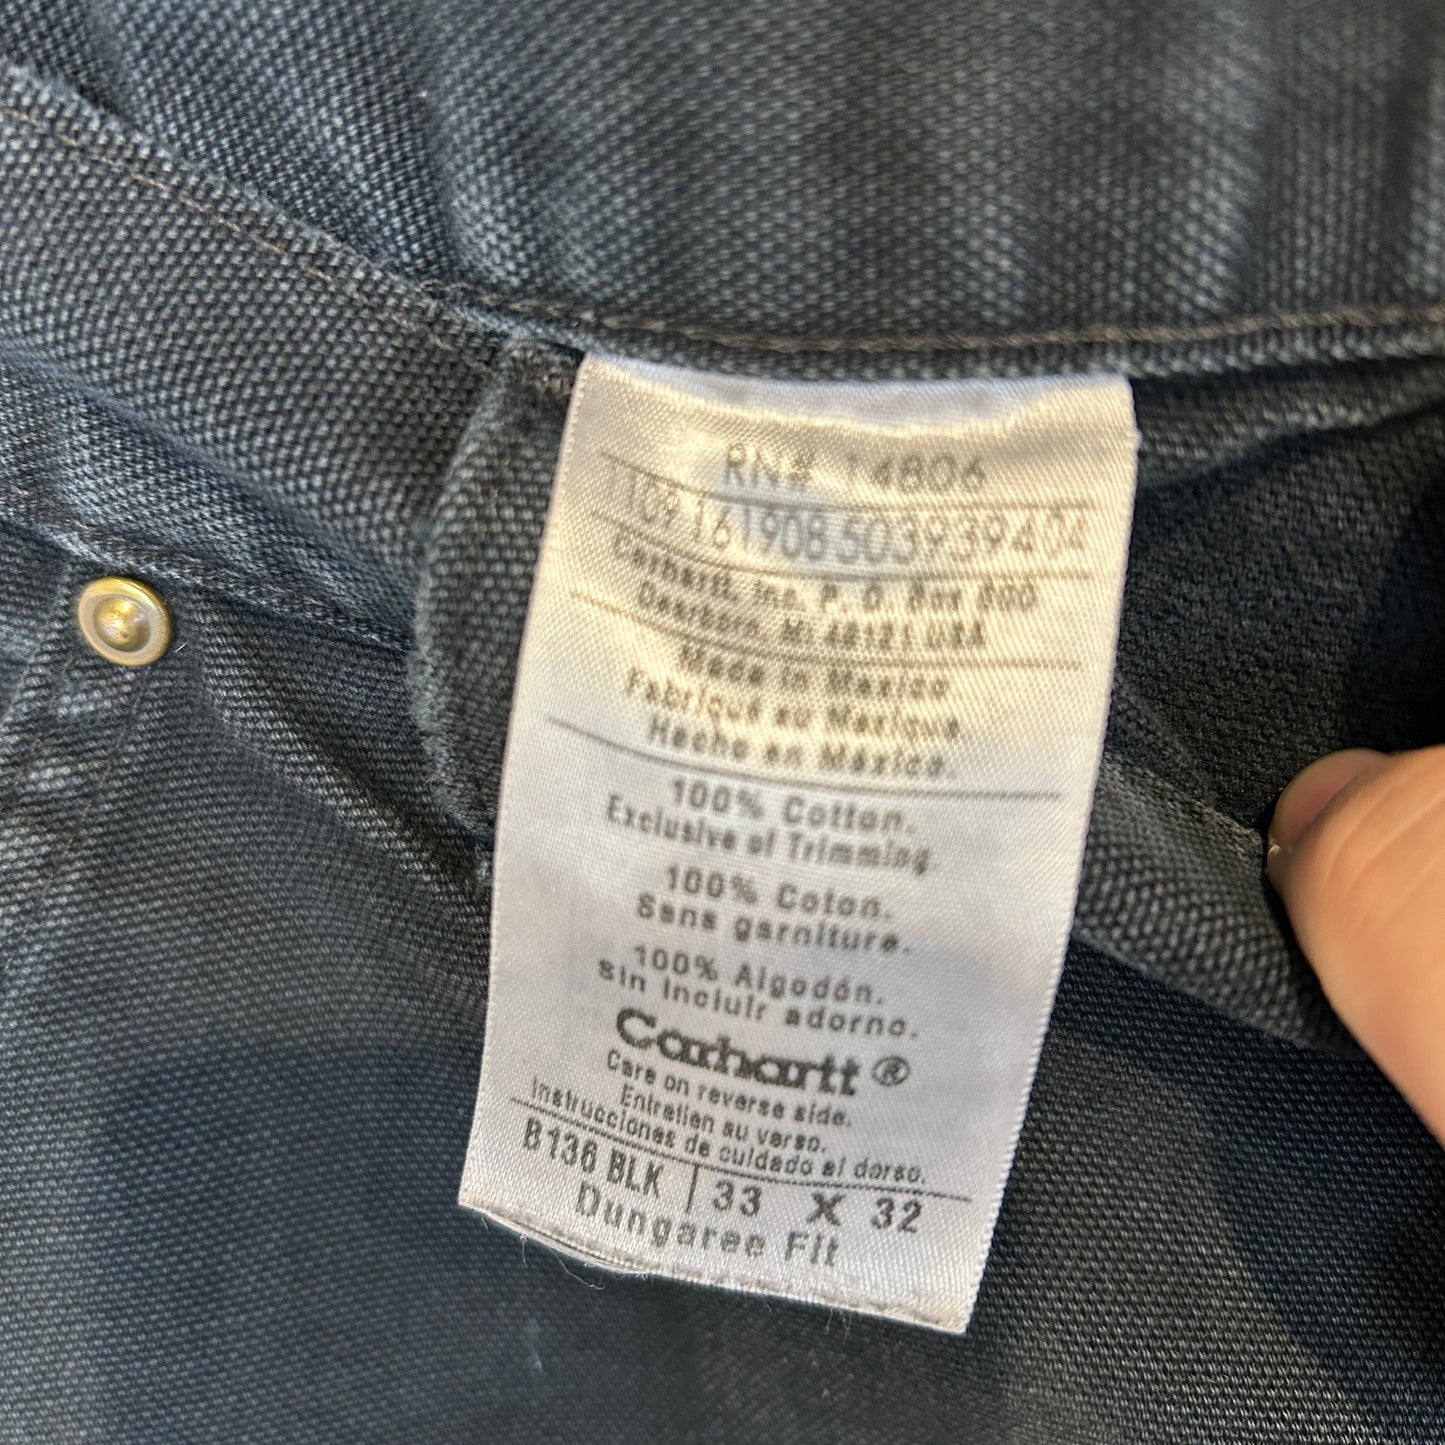 RN# 14806
109 161908 503939404
Carhartt, Inc. P. O. Box 600
Dearborn, MI 48121 USA
Made in Mexico
Fabriqué au Mexique
Hecho en México.
100% Cotton.
Exclusive of Trimming.
100% Coton.
Sans garniture.
100% Algodón.
Sin incluir adorno.
Carhartt®
Care on reverse side.
Entretien au verso.
Instrucciones de cuidado al dorso.
B136 BLK | 33 X 32
Dungaree Fit